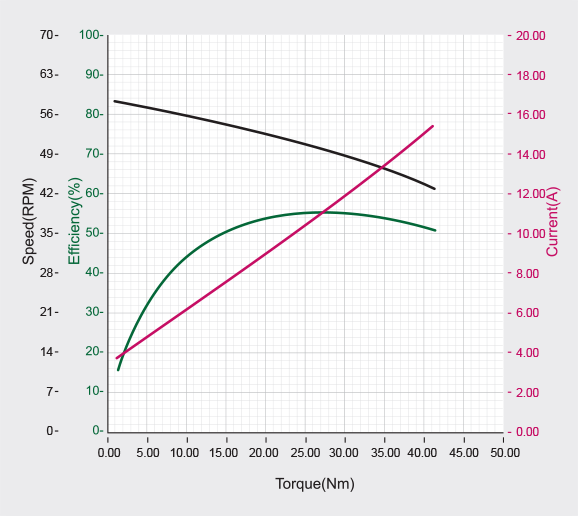 70- 100- - 20.00
63- 90- - 18.00
56- 80- - 16.00
49- 70- - 14.00
42- 60- - 12.00
35- 50- - 10.00
28- 40- - 8.00
21- 30- - 6.00
14- 20- - 4.00
7- 10- - 2.00
0- 0- - 0.00
Speed(RPM)
Efficiency(%)
Current(A)
0.00 5.00 10.00 15.00 20.00 25.00 30.00 35.00 40.00 45.00 50.00
Torque(Nm)